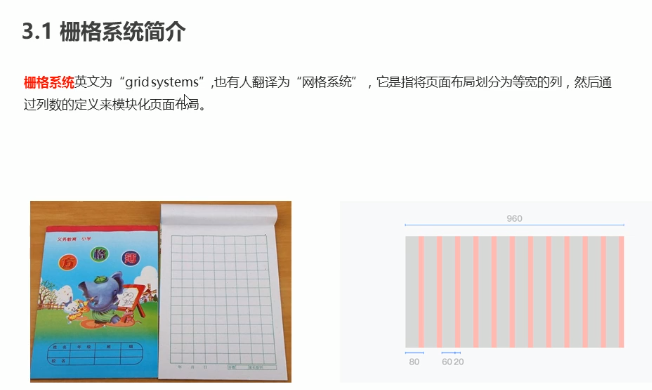 3.1 栅格系统简介
栅格系统英文为“grid systems”,也有人翻译为“网格系统”，它是指将页面布局划分为等宽的列，然后通
过列数的定义来模块化页面布局。
960
80
60 20